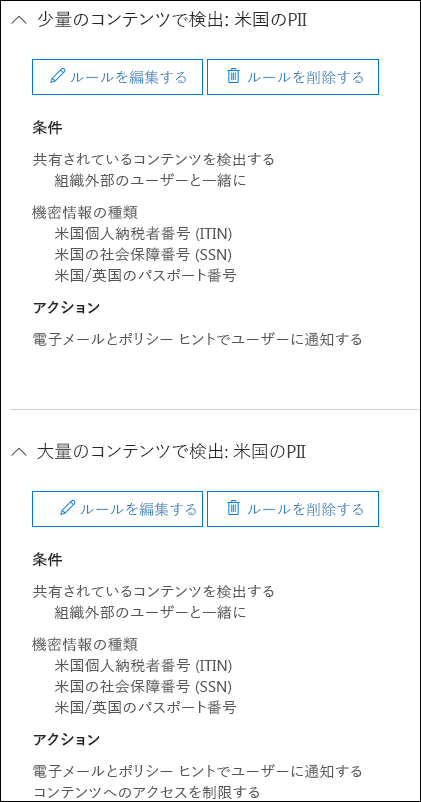 少量のコンテンツで検出: 米国のPII
ルールを編集する ルールを削除する
条件
共有されているコンテンツを検出する
組織外部のユーザーと一緒に
機密情報の種類
米国個人納税者番号 (ITIN)
米国の社会保障番号 (SSN)
米国/英国のパスポート番号
アクション
電子メールとポリシー ヒントでユーザーに通知する
大量のコンテンツで検出: 米国のPII
ルールを編集する ルールを削除する
条件
共有されているコンテンツを検出する
組織外部のユーザーと一緒に
機密情報の種類
米国個人納税者番号 (ITIN)
米国の社会保障番号 (SSN)
米国/英国のパスポート番号
アクション
電子メールとポリシー ヒントでユーザーに通知する
コンテンツへのアクセスを制限する